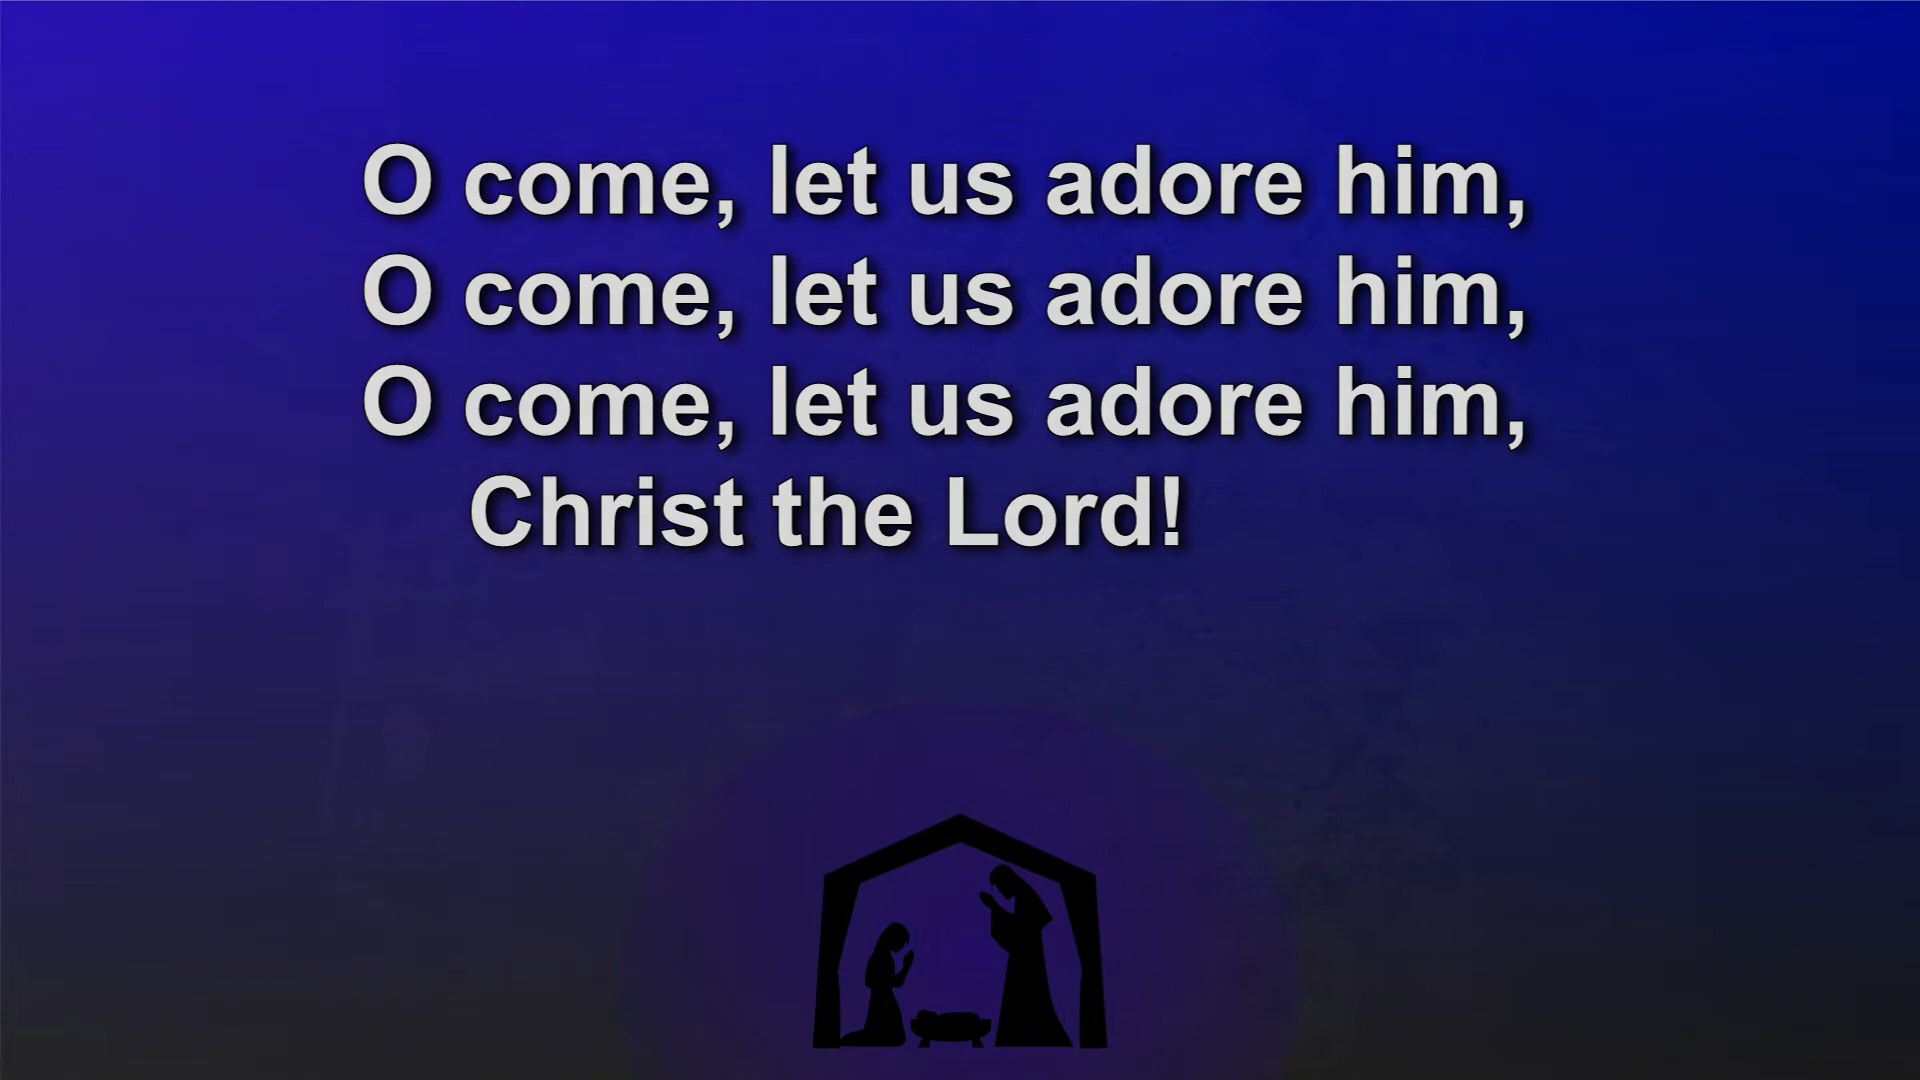 O come, let us adore him,
O come, let us adore him,
O come, let us adore him,
Christ the Lord!